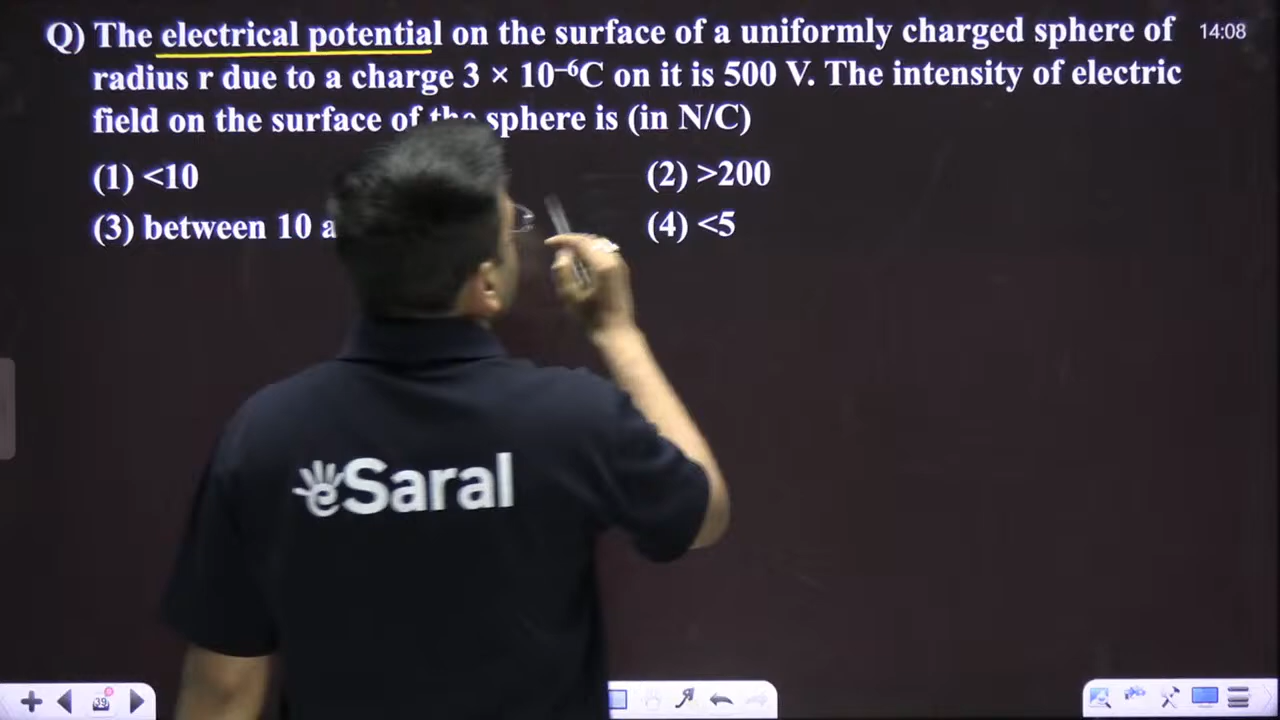 Q) The electrical potential on the surface of a uniformly charged sphere of
14:08
radius r due to a charge 3 × 10⁻⁶C on it is 500 V. The intensity of electric
field on the surface of the sphere is (in N/C)
(1) <10
(2) >200
(3) between 10
(4) <5
eSaral
39